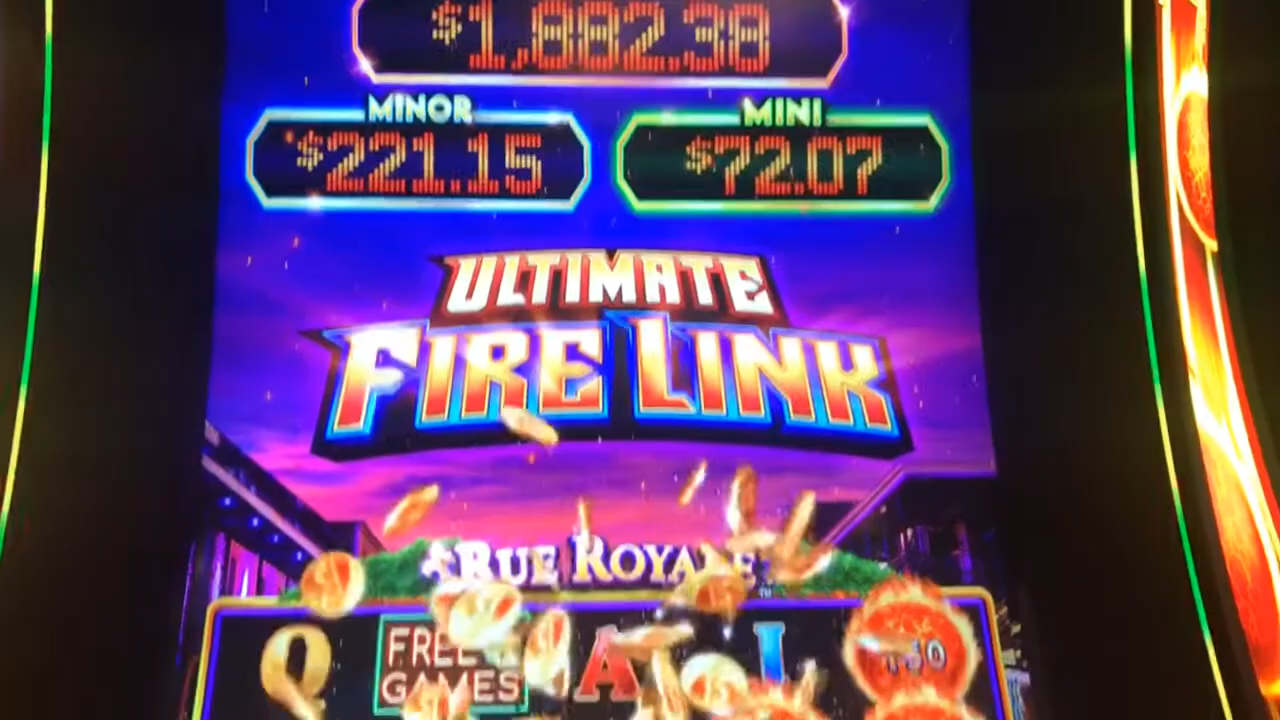 $1,882.38
MINOR
MINI
$221.15
$72.07
ULTIMATE
FIRE LINK
RUE ROYALE
Q
FREE
GAMES
A
J